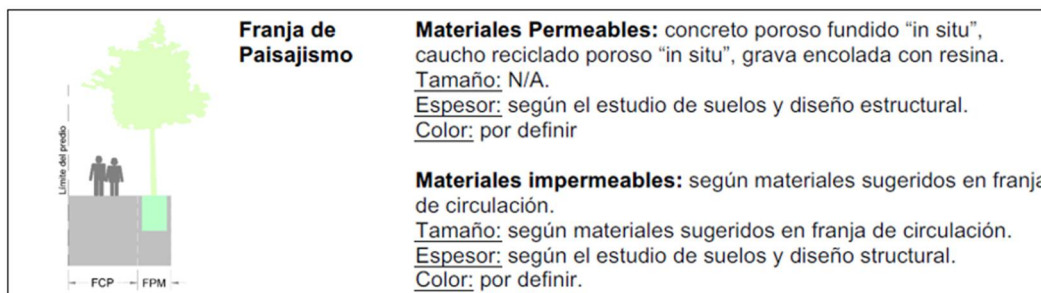 Límite del predio
FCP
FPM
Franja de
Paisajismo
Materiales Permeables: concreto poroso fundido “in situ”,
caucho reciclado poroso “in situ”, grava encolada con resina.
Tamaño: N/A.
Espesor: según el estudio de suelos y diseño estructural.
Color: por definir
Materiales impermeables: según materiales sugeridos en franja
de circulación.
Tamaño: según materiales sugeridos en franja de circulación.
Espesor: según el estudio de suelos y diseño structural.
Color: por definir.